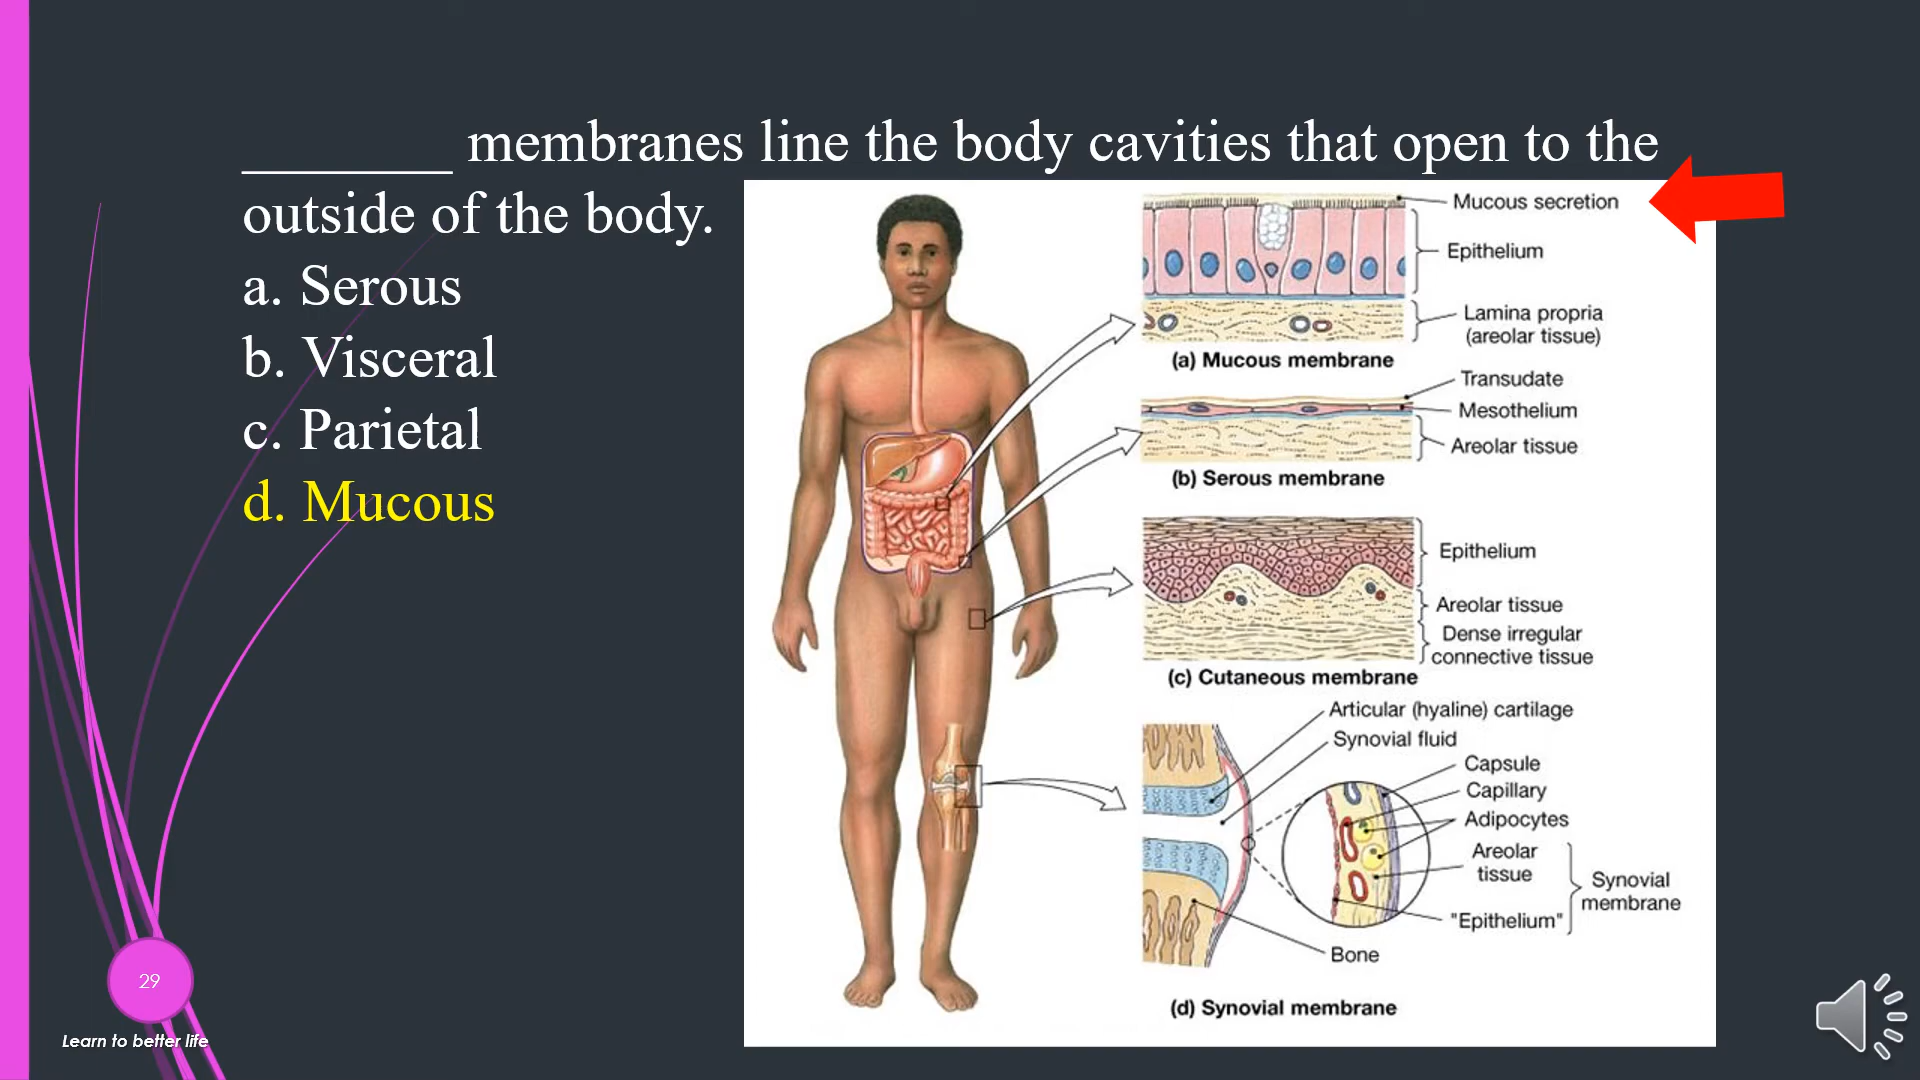 _______ membranes line the body cavities that open to the
outside of the body.
a. Serous
b. Visceral
c. Parietal
d. Mucous
Mucous secretion
Epithelium
Lamina propria
(areolar tissue)
(a) Mucous membrane
Transudate
Mesothelium
Areolar tissue
(b) Serous membrane
Epithelium
Areolar tissue
Dense irregular
connective tissue
(c) Cutaneous membrane
Articular (hyaline) cartilage
Synovial fluid
Capsule
Capillary
Adipocytes
Areolar
tissue
Synovial
membrane
"Epithelium"
Bone
(d) Synovial membrane
29
Learn to better life